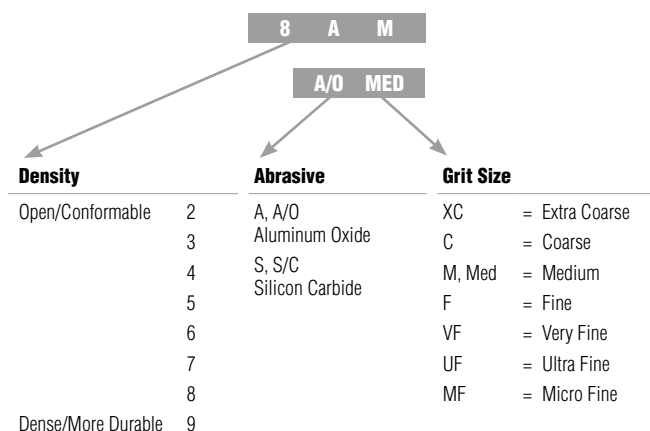 8 A M
A/O MED
Density Abrasive Grit Size
Open/Conformable 2
3
4
5
6
7
8
Dense/More Durable 9
A, A/O
Aluminum Oxide
S, S/C
Silicon Carbide
XC = Extra Coarse
C = Coarse
M, Med = Medium
F = Fine
VF = Very Fine
UF = Ultra Fine
MF = Micro Fine